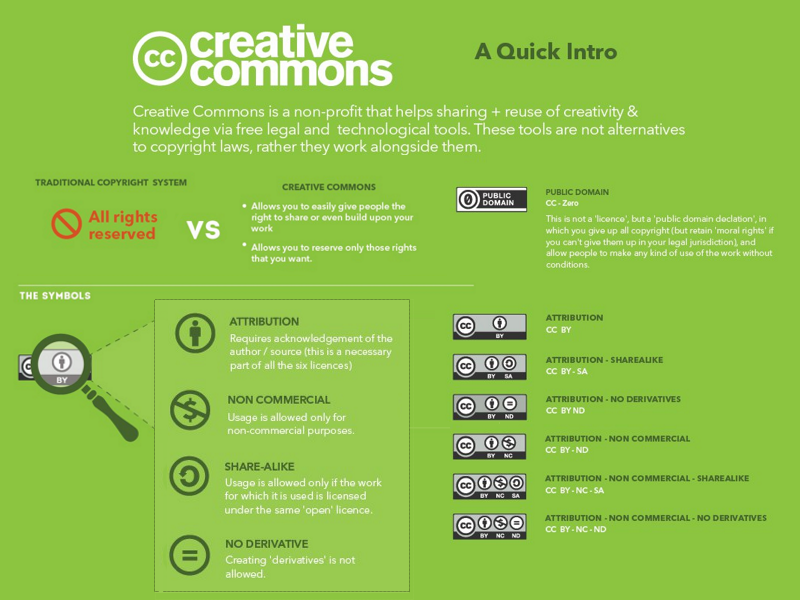 cc creative
commons
A Quick Intro
Creative Commons is a non-profit that helps sharing + reuse of creativity &
knowledge via free legal and technological tools. These tools are not alternatives
to copyright laws, rather they work alongside them.
TRADITIONAL COPYRIGHT SYSTEM
All rights
reserved
VS
CREATIVE COMMONS
• Allows you to easily give people the
right to share or even build upon your
work
• Allows you to reserve only those rights
that you want.
PUBLIC
DOMAIN
PUBLIC DOMAIN
CC - Zero
This is not a 'licence', but a 'public domain declation', in
which you give up all copyright (but retain 'moral rights' if
you can't give them up in your legal jurisdiction), and
allow people to make any kind of use of the work without
conditions.
THE SYMBOLS
BY
ATTRIBUTION
Requires acknowledgement of the
author / source (this is a necessary
part of all the six licences)
NON COMMERCIAL
Usage is allowed only for
non-commercial purposes.
SHARE-ALIKE
Usage is allowed only if the work
for which it is used is licensed
under the same 'open' licence.
NO DERIVATIVE
Creating 'derivatives' is not
allowed.
cc BY
ATTRIBUTION
CC BY
cc BY SA
ATTRIBUTION - SHAREALIKE
CC BY - SA
cc BY ND
ATTRIBUTION - NO DERIVATIVES
CC BY ND
cc BY NC
ATTRIBUTION - NON COMMERCIAL
CC BY - ND
cc BY NC SA
ATTRIBUTION - NON COMMERCIAL - SHAREALIKE
CC BY - NC - SA
cc BY NC ND
ATTRIBUTION - NON COMMERCIAL - NO DERIVATIVES
CC BY - NC - ND